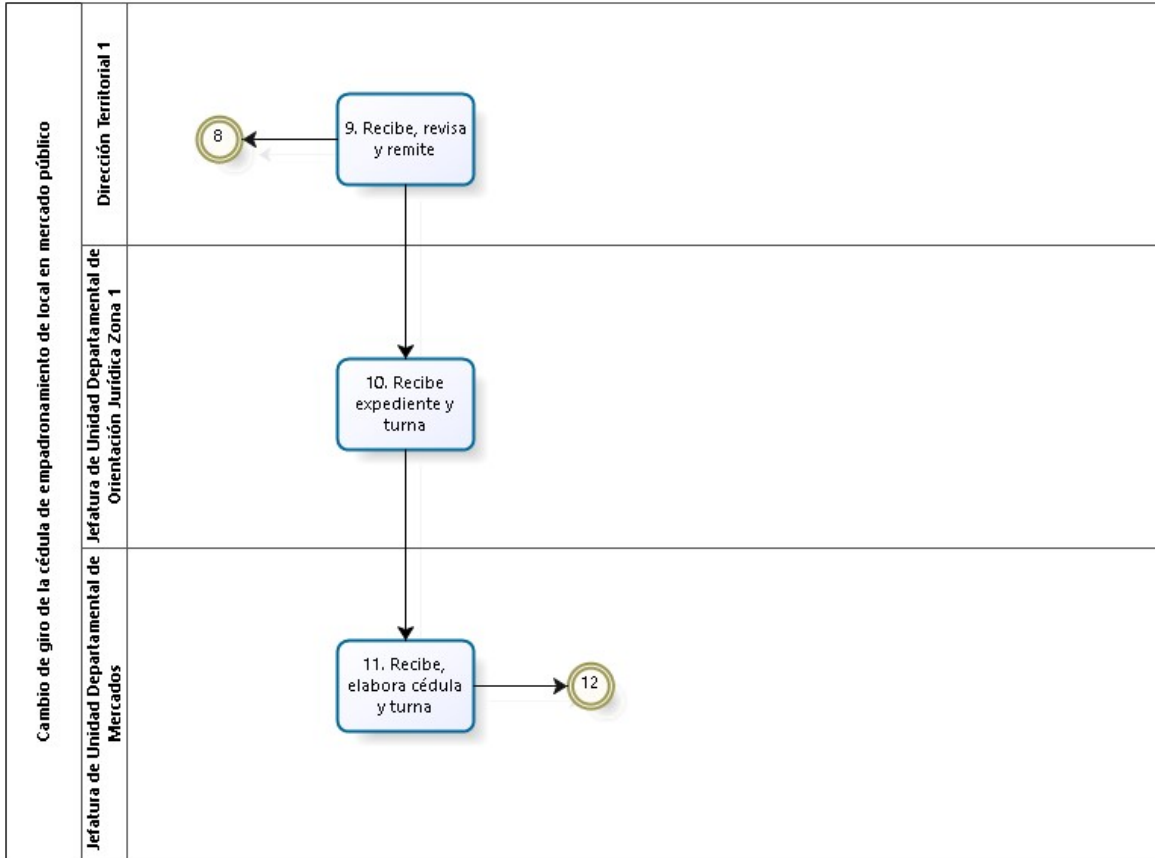 Cambio de giro de la cédula de empadronamiento de local en mercado público
Dirección Territorial 1
8
9. Recibe, revisa
y remite
Jefatura de Unidad Departamental de
Orientación Jurídica Zona 1
10. Recibe
expediente y
turna
Jefatura de Unidad Departamental de
Mercados
11. Recibe,
elabora cédula
y turna
12